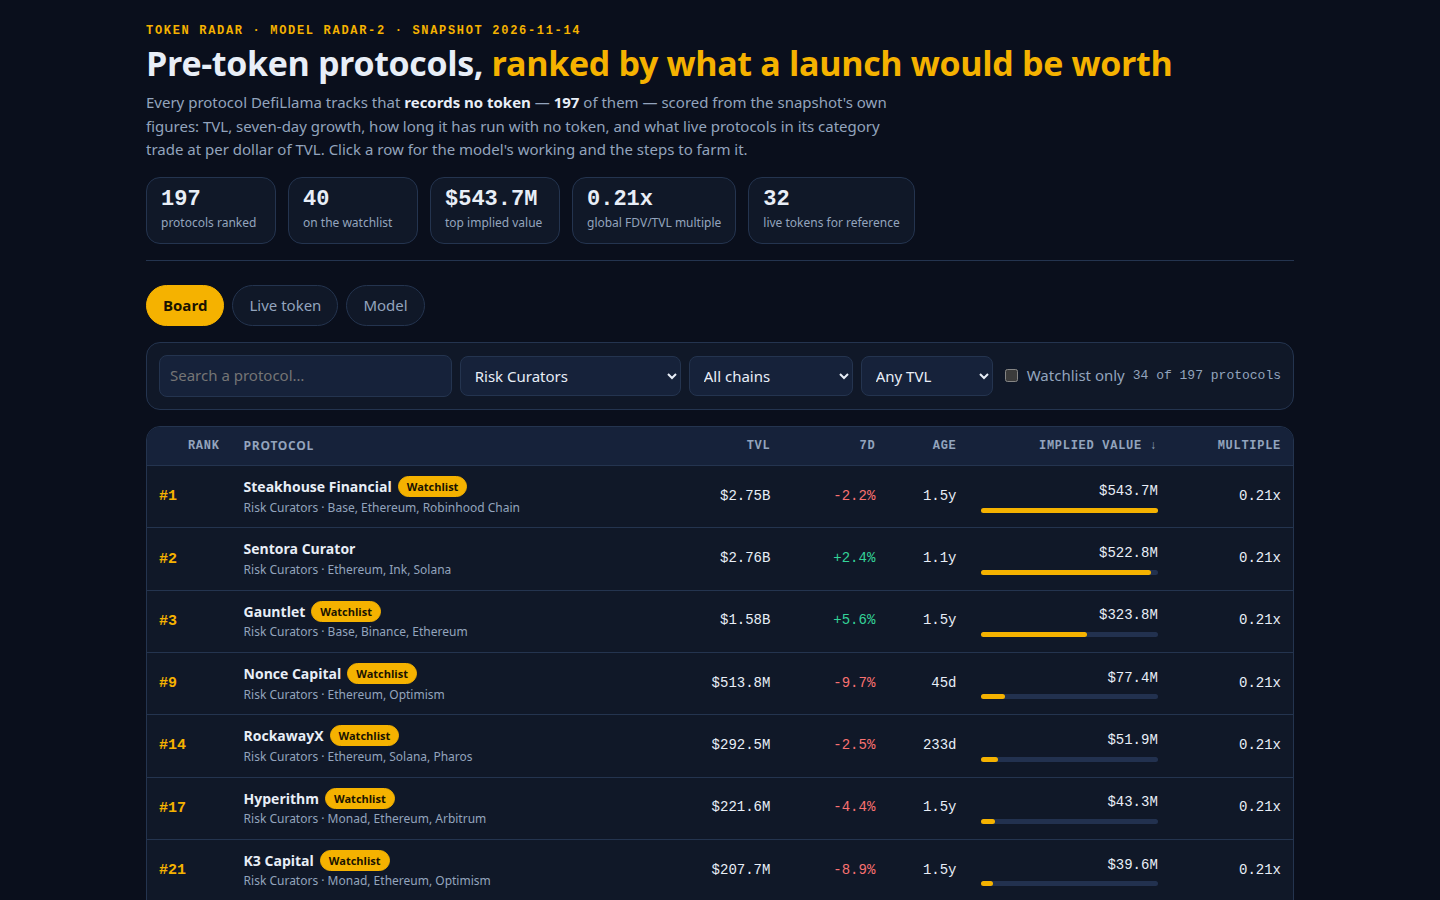 TOKEN RADAR · MODEL RADAR-2 · SNAPSHOT 2026-11-14
Pre-token protocols, ranked by what a launch would be worth
Every protocol DefiLlama tracks that records no token — 197 of them — scored from the snapshot's own
figures: TVL, seven-day growth, how long it has run with no token, and what live protocols in its category
trade at per dollar of TVL. Click a row for the model's working and the steps to farm it.
197
protocols ranked
40
on the watchlist
$543.7M
top implied value
0.21x
global FDV/TVL multiple
32
live tokens for reference
Board
Live token
Model
Search a protocol...
Risk Curators
All chains
Any TVL
Watchlist only
34 of 197 protocols
RANK PROTOCOL TVL 7D AGE IMPLIED VALUE ↓ MULTIPLE
#1 Steakhouse Financial Watchlist $2.75B -2.2% 1.5y $543.7M 0.21x
Risk Curators · Base, Ethereum, Robinhood Chain
#2 Sentora Curator $2.76B +2.4% 1.1y $522.8M 0.21x
Risk Curators · Ethereum, Ink, Solana
#3 Gauntlet Watchlist $1.58B +5.6% 1.5y $323.8M 0.21x
Risk Curators · Base, Binance, Ethereum
#9 Nonce Capital Watchlist $513.8M -9.7% 45d $77.4M 0.21x
Risk Curators · Ethereum, Optimism
#14 RockawayX Watchlist $292.5M -2.5% 233d $51.9M 0.21x
Risk Curators · Ethereum, Solana, Pharos
#17 Hyperithm Watchlist $221.6M -4.4% 1.5y $43.3M 0.21x
Risk Curators · Monad, Ethereum, Arbitrum
#21 K3 Capital Watchlist $207.7M -8.9% 1.5y $39.6M 0.21x
Risk Curators · Monad, Ethereum, Optimism